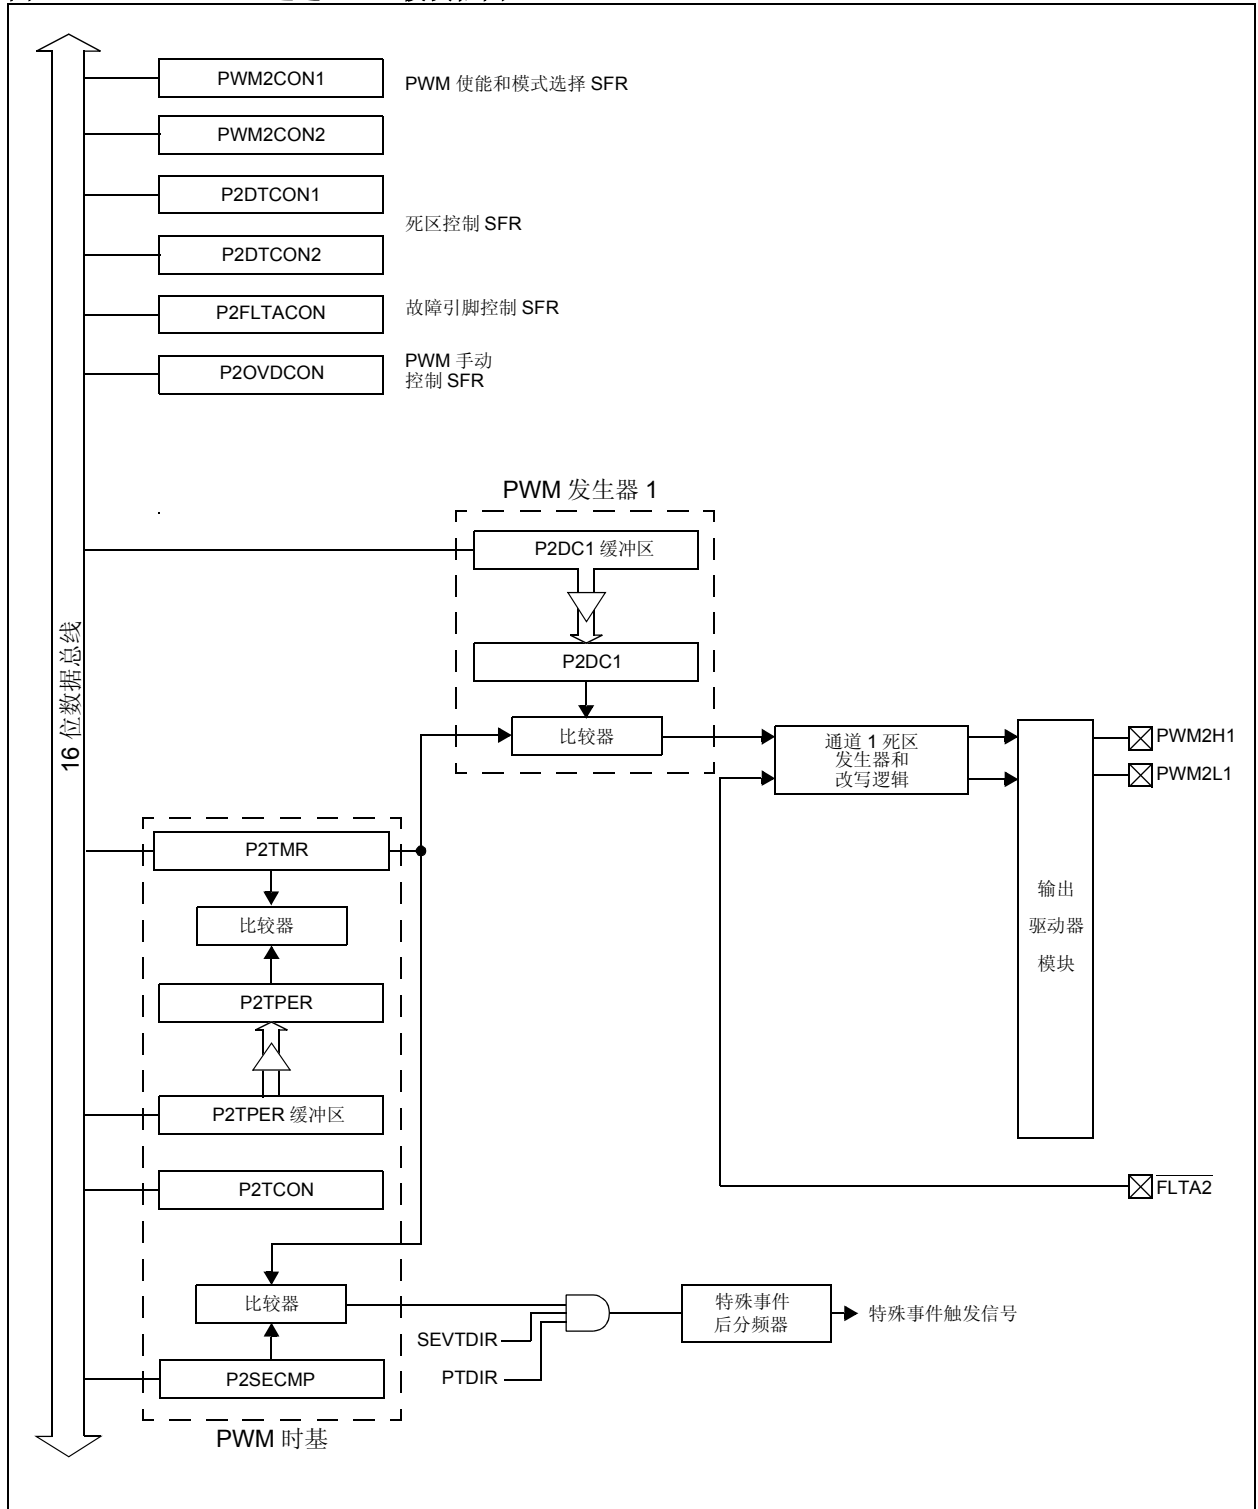 PWM2CON1
PWM 使能和模式选择 SFR
PWM2CON2
P2DTCON1
死区控制 SFR
P2DTCON2
P2FLTACON
故障引脚控制 SFR
P2OVDCON
PWM 手动
控制 SFR
PWM 发生器 1
P2DC1 缓冲区
P2DC1
比较器
16 位数据总线
通道 1 死区
发生器和
改写逻辑
PWM2H1
PWM2L1
P2TMR
比较器
P2TPER
P2TPER 缓冲区
P2TCON
输出
驱动器
模块
FLTA2
比较器
SEVTDIR
PTDIR
特殊事件
后分频器
特殊事件触发信号
P2SECMP
PWM 时基